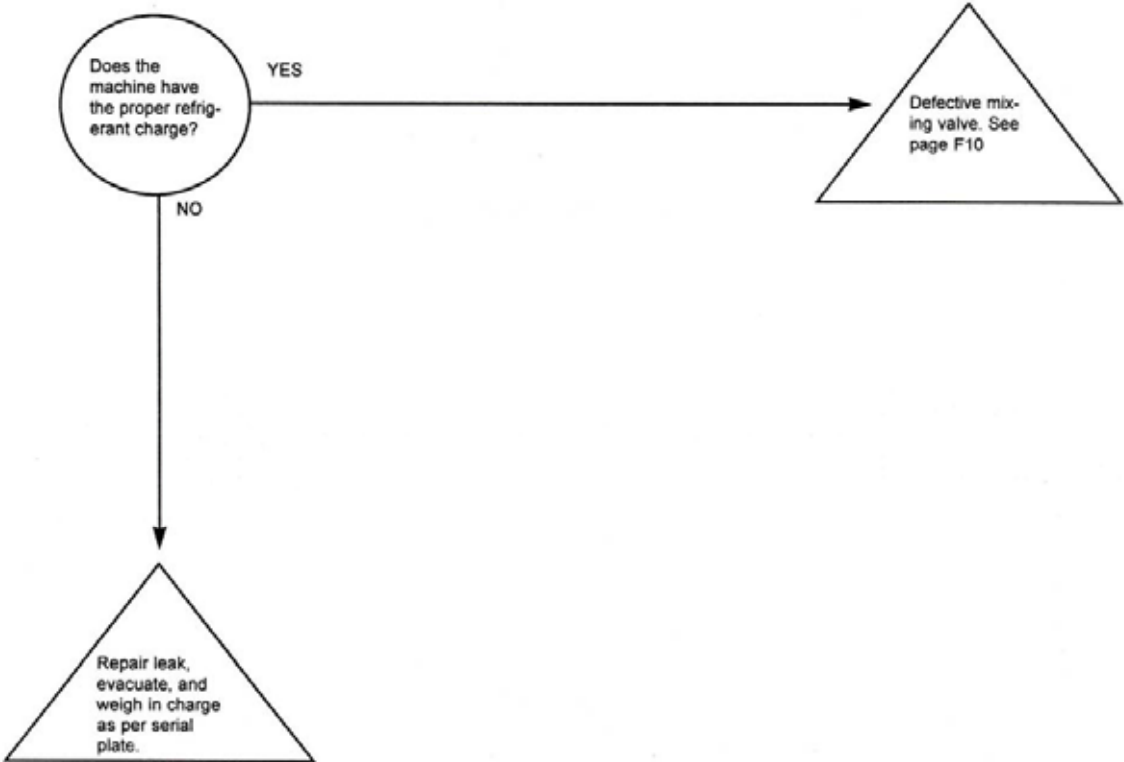 Does the
machine have
the proper refrig-
erant charge?
YES
Defective mix-
ing valve. See
page F10
NO
Repair leak,
evacuate, and
weigh in charge
as per serial
plate.